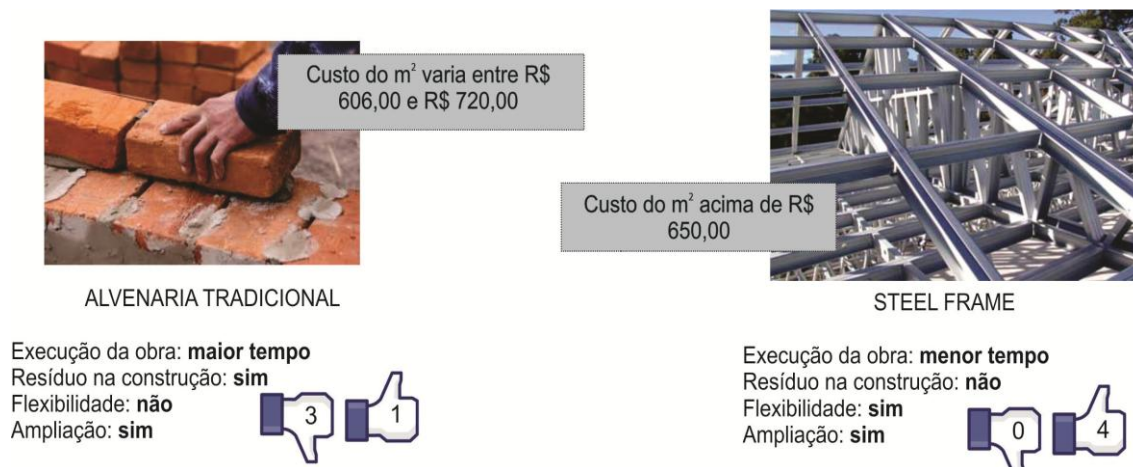 Custo do m² varia entre R$
606,00 e R$ 720,00
ALVENARIA TRADICIONAL
Execução da obra: maior tempo
Resíduo na construção: sim
Flexibilidade: não
Ampliação: sim
3
1
Custo do m² acima de R$
650,00
STEEL FRAME
Execução da obra: menor tempo
Resíduo na construção: não
Flexibilidade: sim
Ampliação: sim
0
4